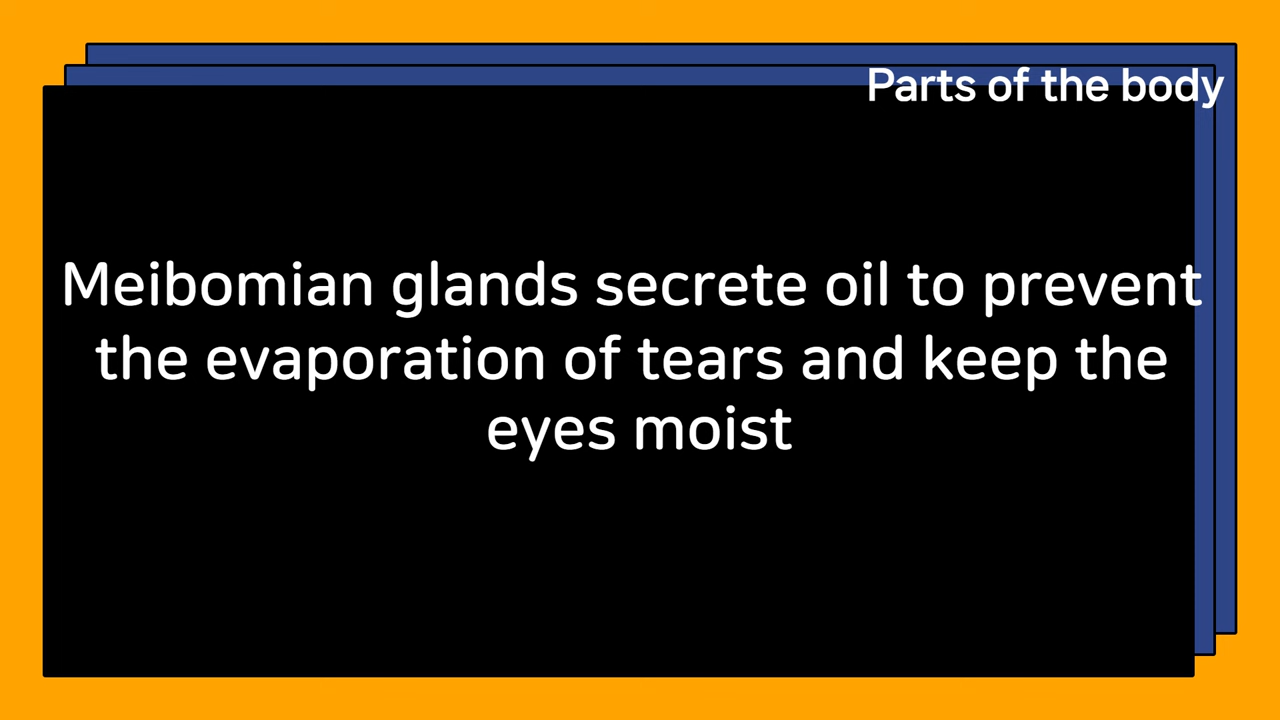 Parts of the body
Meibomian glands secrete oil to prevent
the evaporation of tears and keep the
eyes moist